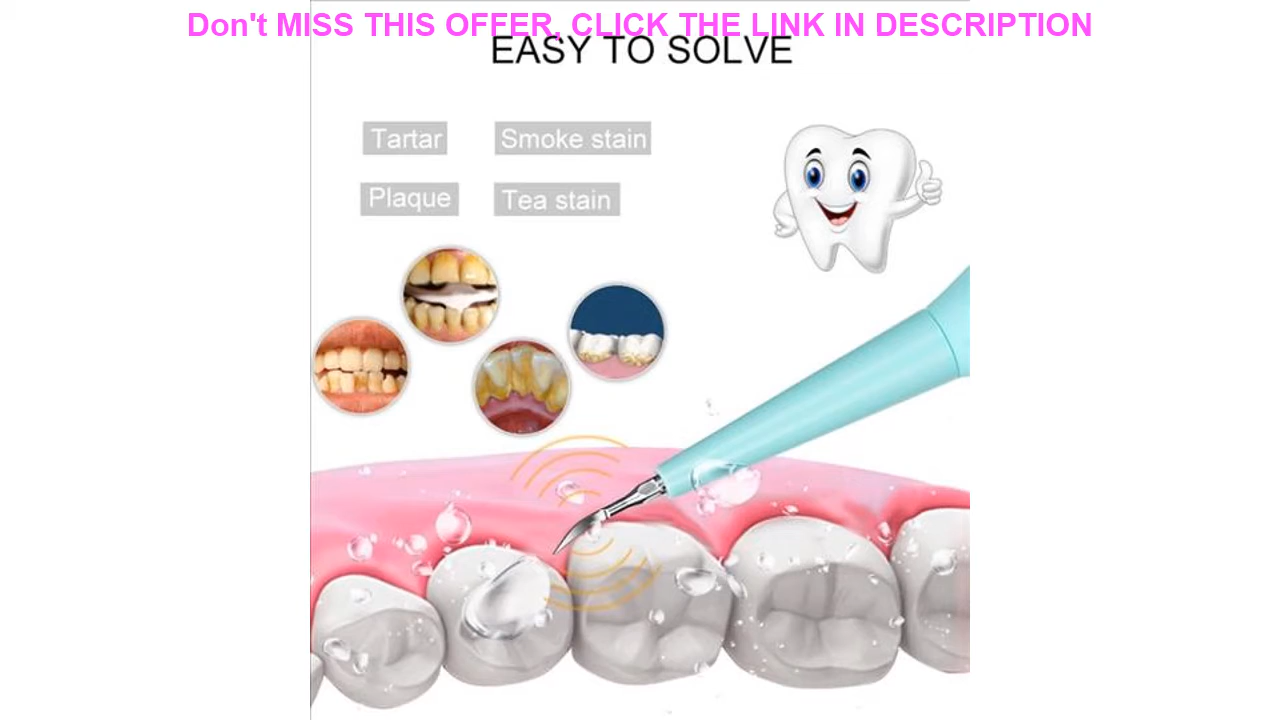 Don't MISS THIS OFFER, CLICK THE LINK IN DESCRIPTION
EASY TO SOLVE
Tartar
Smoke stain
Plaque
Tea stain